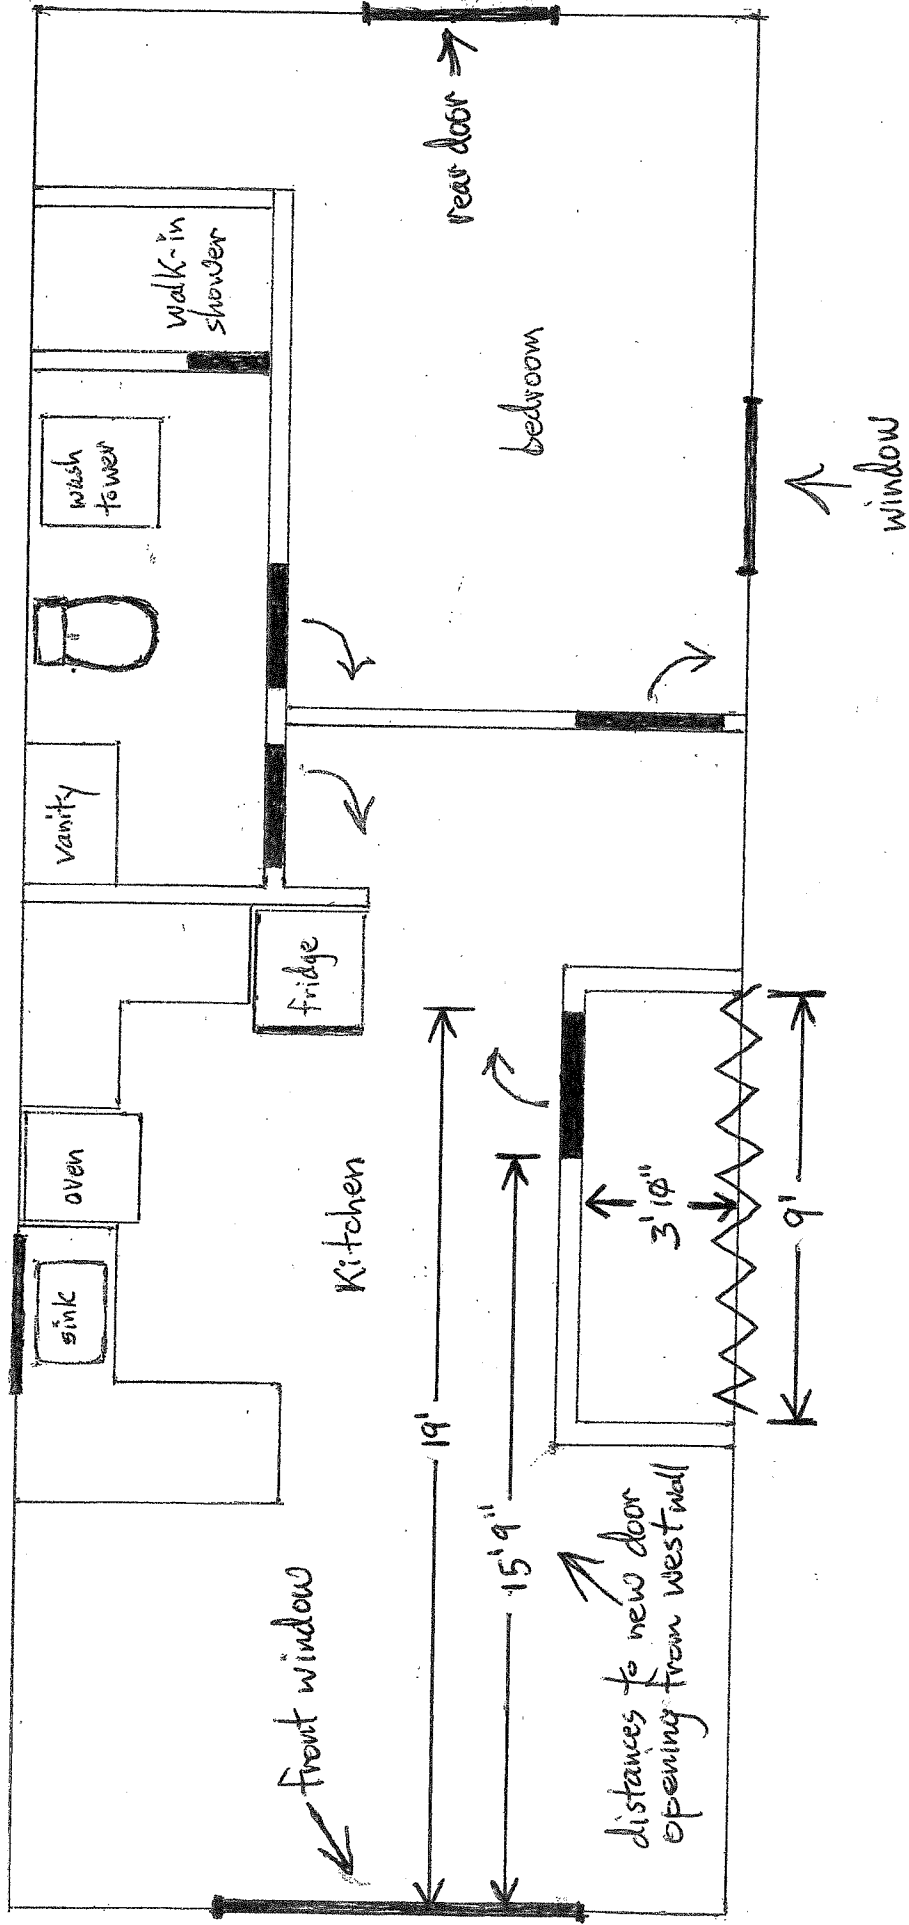 rear door
walk-in
shower
wash
tower
bedroom
window
vanity
fridge
oven
sink
Kitchen
19'
15'9"
3'10"
9'
front window
distances to new door
opening from west wall